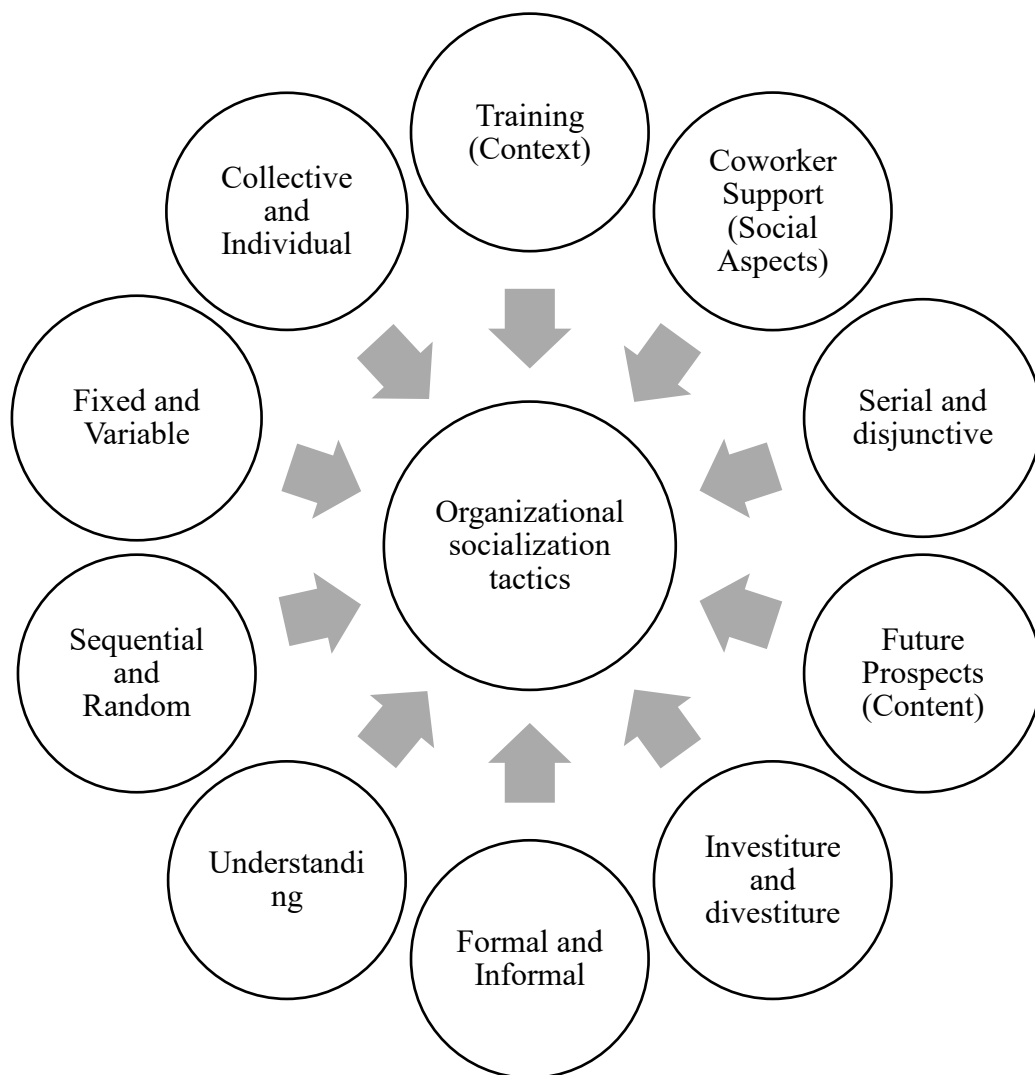 Training
(Context)
Coworker
Support
(Social
Aspects)
Serial and
disjunctive
Future
Prospects
(Content)
Investiture
and
divestiture
Formal and
Informal
Understandi
ng
Sequential
and
Random
Fixed and
Variable
Collective
and
Individual
Organizational
socialization
tactics